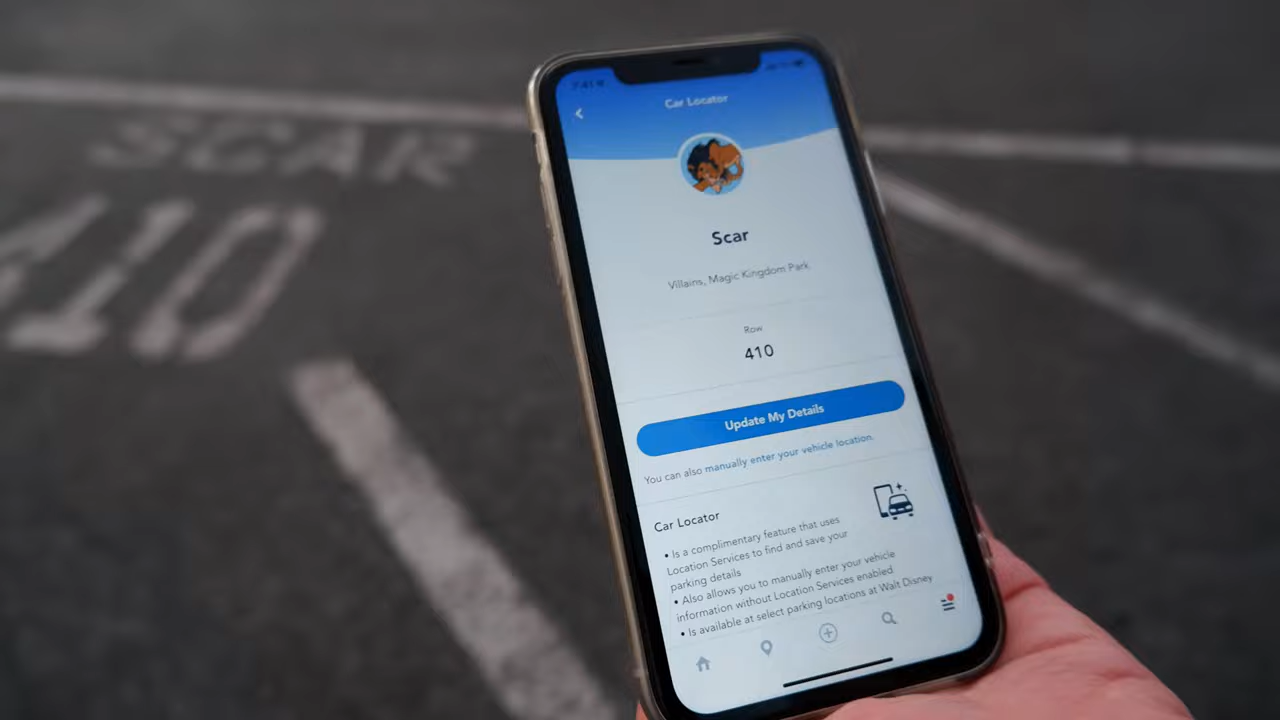 SCAR
410
7:41
Car Locator
Scar
Villains, Magic Kingdom Park
Row
410
Update My Details
You can also manually enter your vehicle location.
Car Locator
• Is a complimentary feature that uses
Location Services to find and save your
parking details
• Also allows you to manually enter your vehicle
information without Location Services enabled
• Is available at select parking locations at Walt Disney